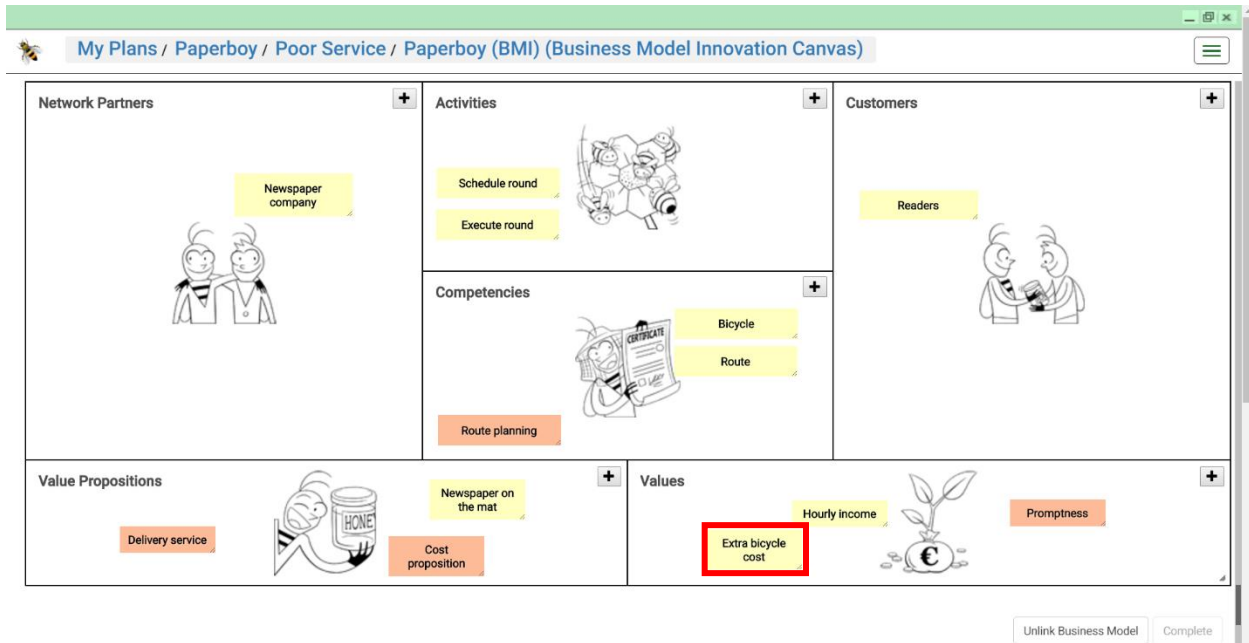 My Plans / Paperboy / Poor Service / Paperboy (BMI) (Business Model Innovation Canvas)
Network Partners
Newspaper
company
Activities
Schedule round
Execute round
Customers
Readers
Competencies
CERTIFICATE
Bicycle
Route
Route planning
Value Propositions
HONEY
Newspaper on
the mat
Delivery service
Cost
proposition
Values
Hourly income
Promptness
Extra bicycle
cost
€
Unlink Business Model
Complete